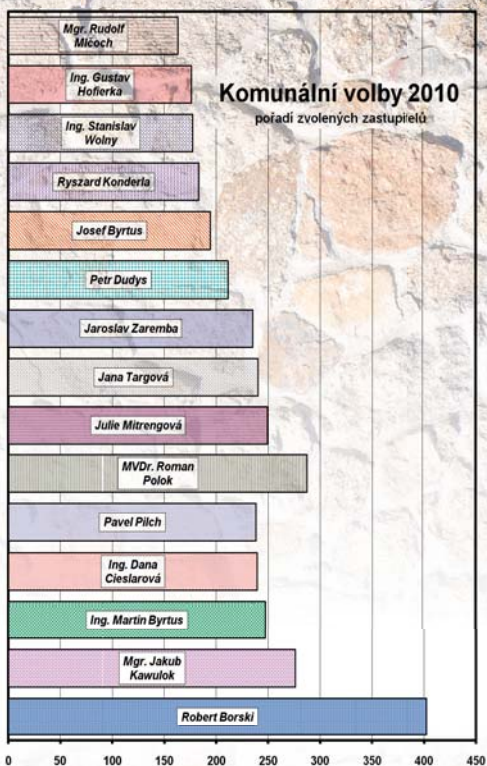 Mgr. Rudolf
Mlčoch
Ing. Gustav
Hofierka
Komunální volby 2010
pořadí zvolených zastupitelů
Ing. Stanislav
Wolny
Ryszard Konderla
Josef Byrtus
Petr Dudys
Jaroslav Zaremba
Jana Targová
Julie Mitrengová
MVDr. Roman
Polok
Pavel Pilch
Ing. Dana
Cieslarová
Ing. Martin Byrtus
Mgr. Jakub
Kawulok
Robert Borski
0 50 100 150 200 250 300 350 400 450